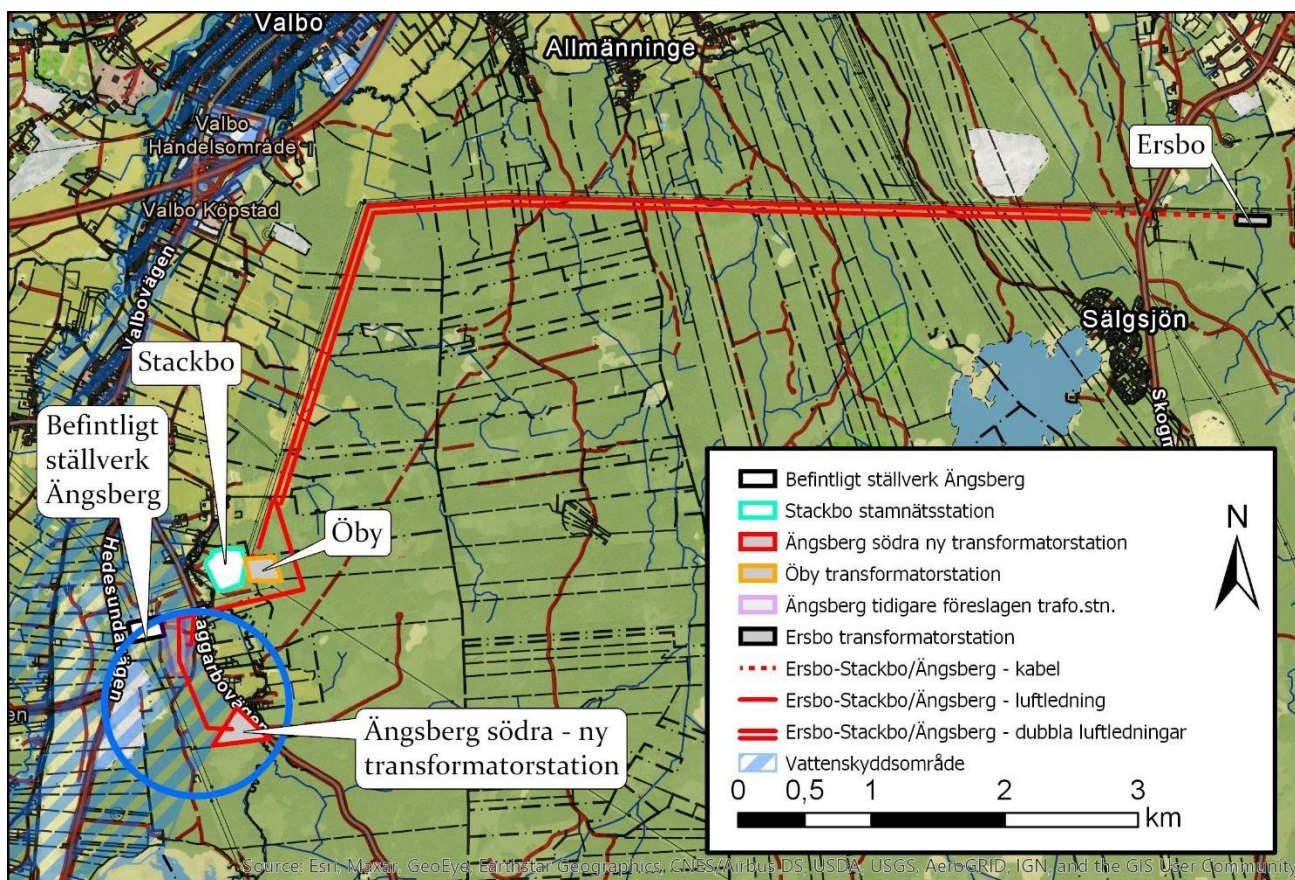 Valbo
Allmänninge
Valbo
Handelsområde
Ersbo
Valbo Köpstad
Valbovägen
Sälgsjön
Stackbo
Befintligt
ställverk
Ängsberg
Öby
Hedesundavägen
Ängsberg södra - ny
transformatorstation
Befintligt ställverk Ängsberg
Stackbo stamnätsstation
Ängsberg södra ny transformatorstation
Öby transformatorstation
Ängsberg tidigare föreslagen trafo.stn.
Ersbo transformatorstation
Ersbo-Stackbo/Ängsberg - kabel
Ersbo-Stackbo/Ängsberg - luftledning
Ersbo-Stackbo/Ängsberg - dubbla luftledningar
Vattenskyddsområde
N
0 0,5 1 2 3
km
Source: Esri, Maxar, GeoEye, Earthstar Geographics, CNES/Airbus DS, USDA, USGS, AeroGRID, IGN, and the GIS User Community